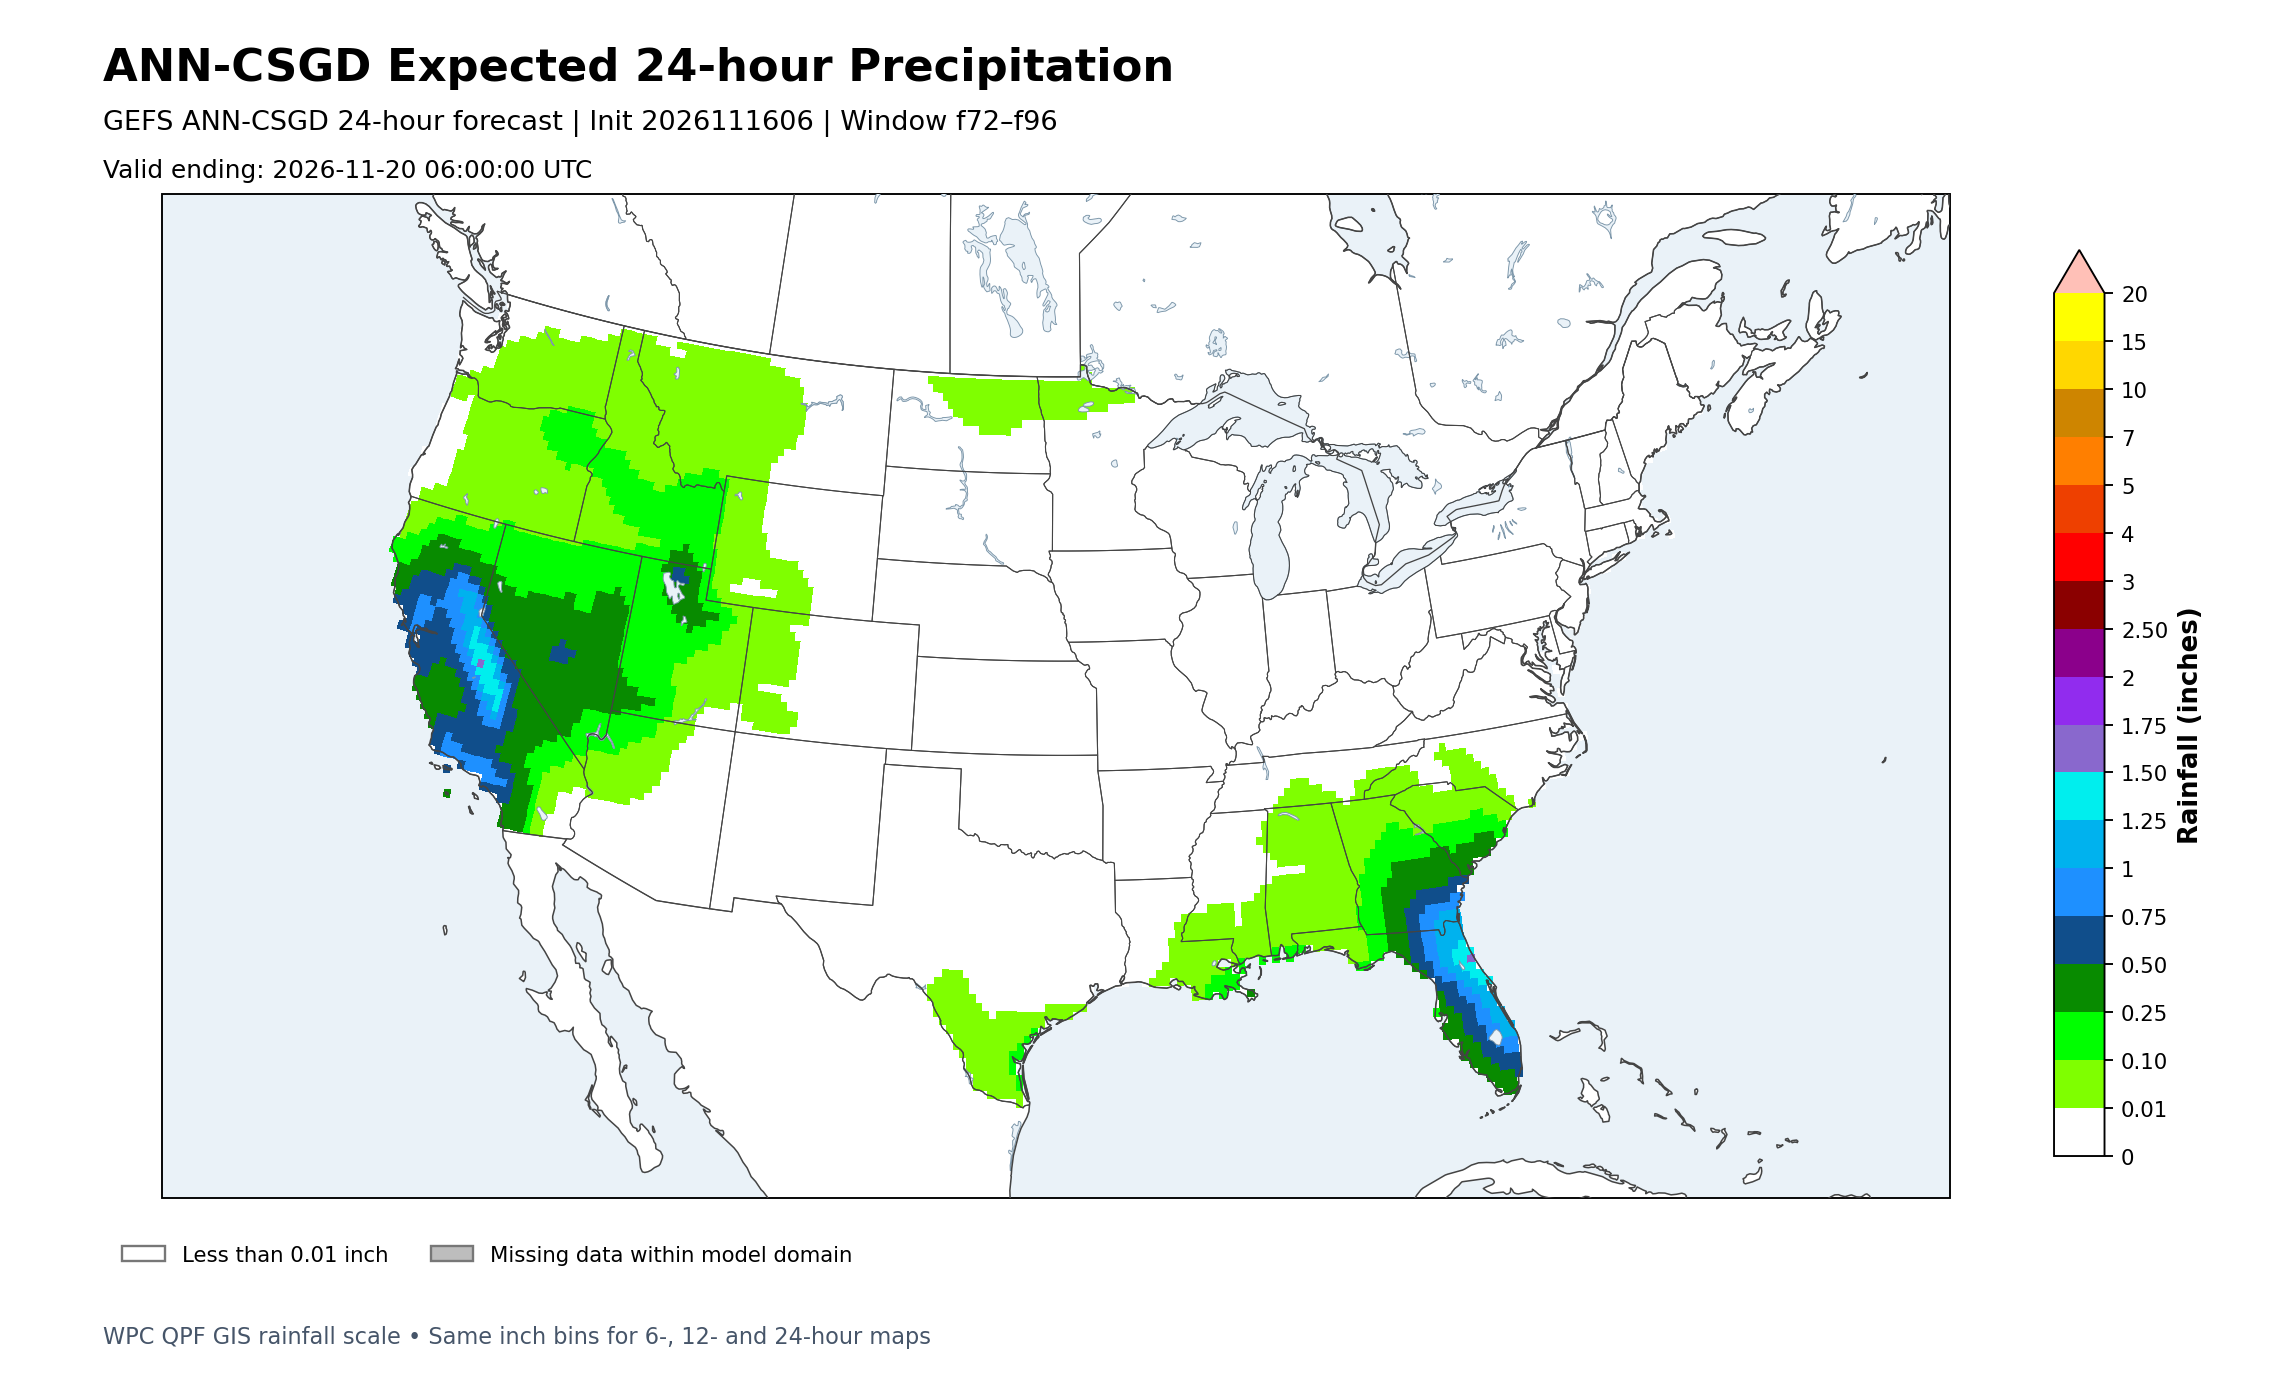 ANN-CSGD Expected 24-hour Precipitation
GEFS ANN-CSGD 24-hour forecast | Init 2026111606 | Window f72–f96
Valid ending: 2026-11-20 06:00:00 UTC
20
15
10
7
5
4
3
2.50
2
1.75
1.50
1.25
1
0.75
0.50
0.25
0.10
0.01
0
Rainfall (inches)
Less than 0.01 inch
Missing data within model domain
WPC QPF GIS rainfall scale • Same inch bins for 6-, 12- and 24-hour maps